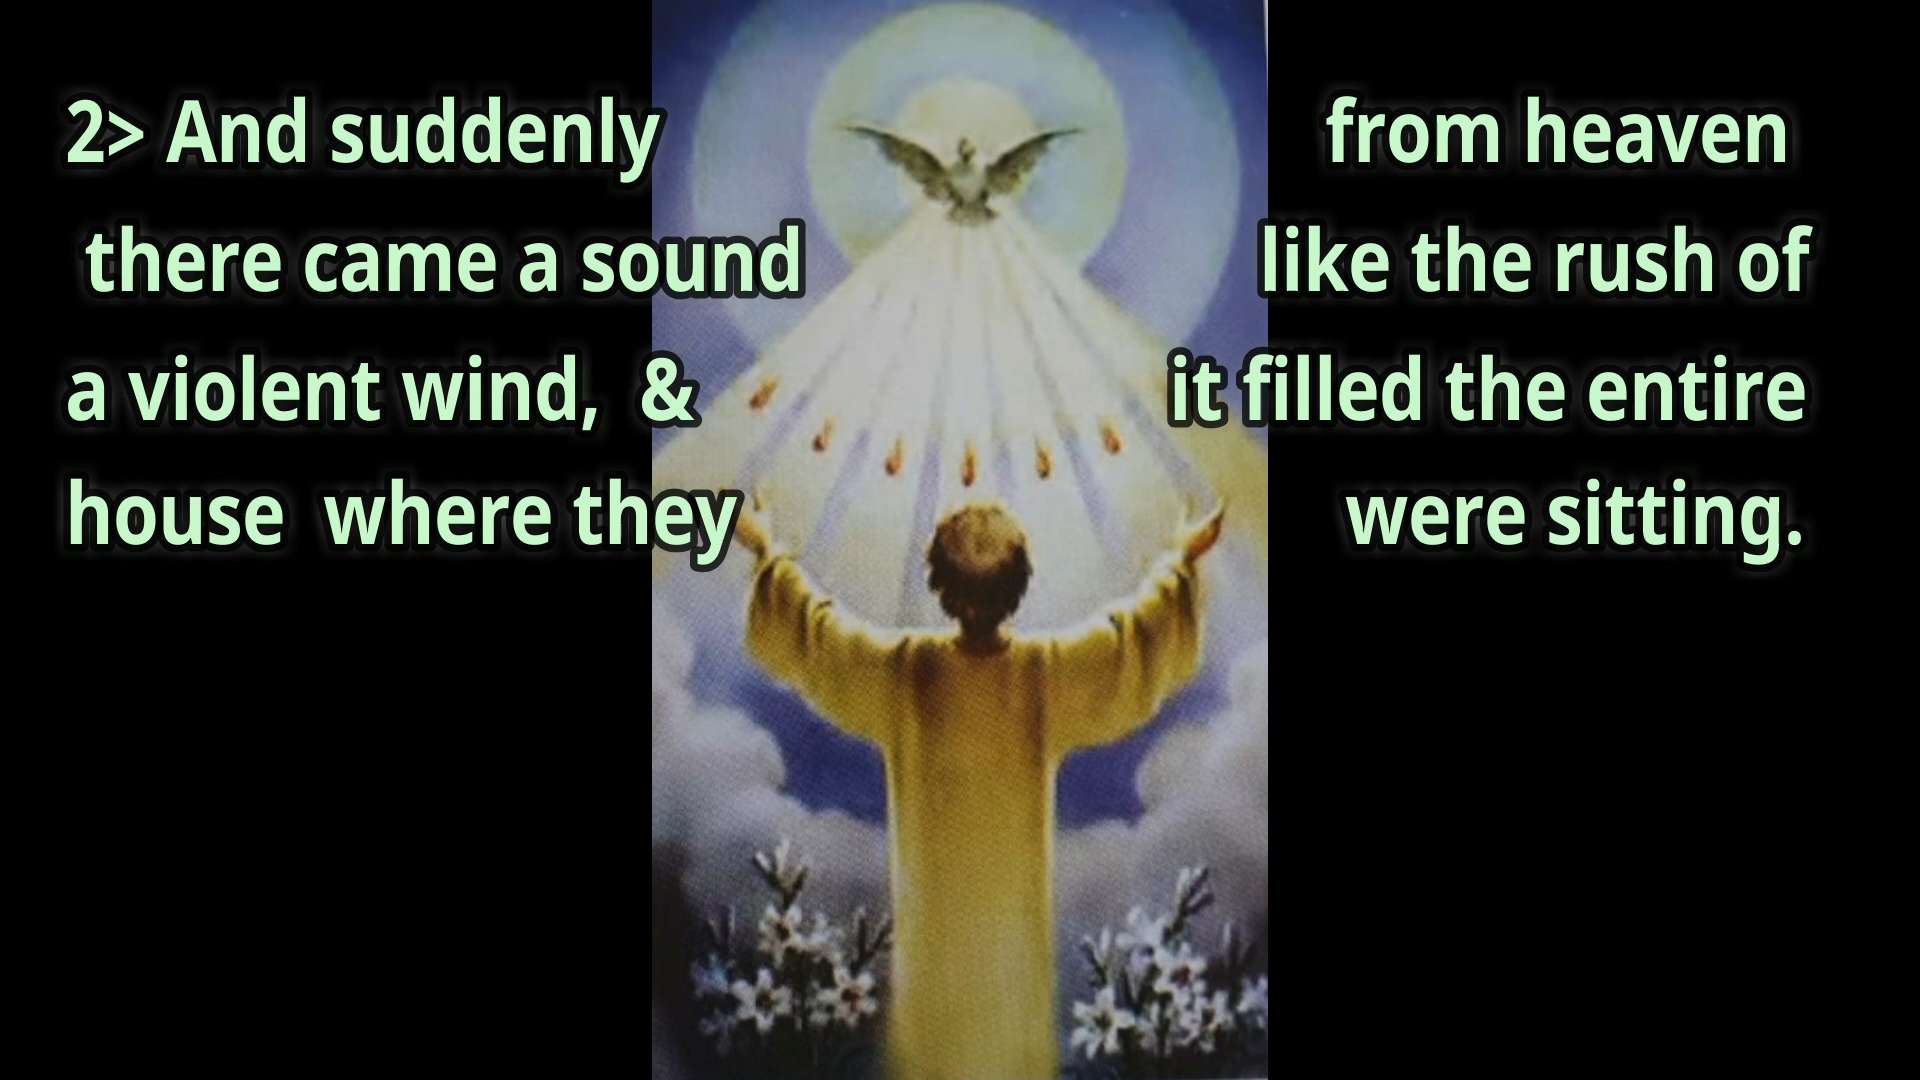 2> And suddenly from heaven
there came a sound like the rush of
a violent wind, & it filled the entire
house where they were sitting.